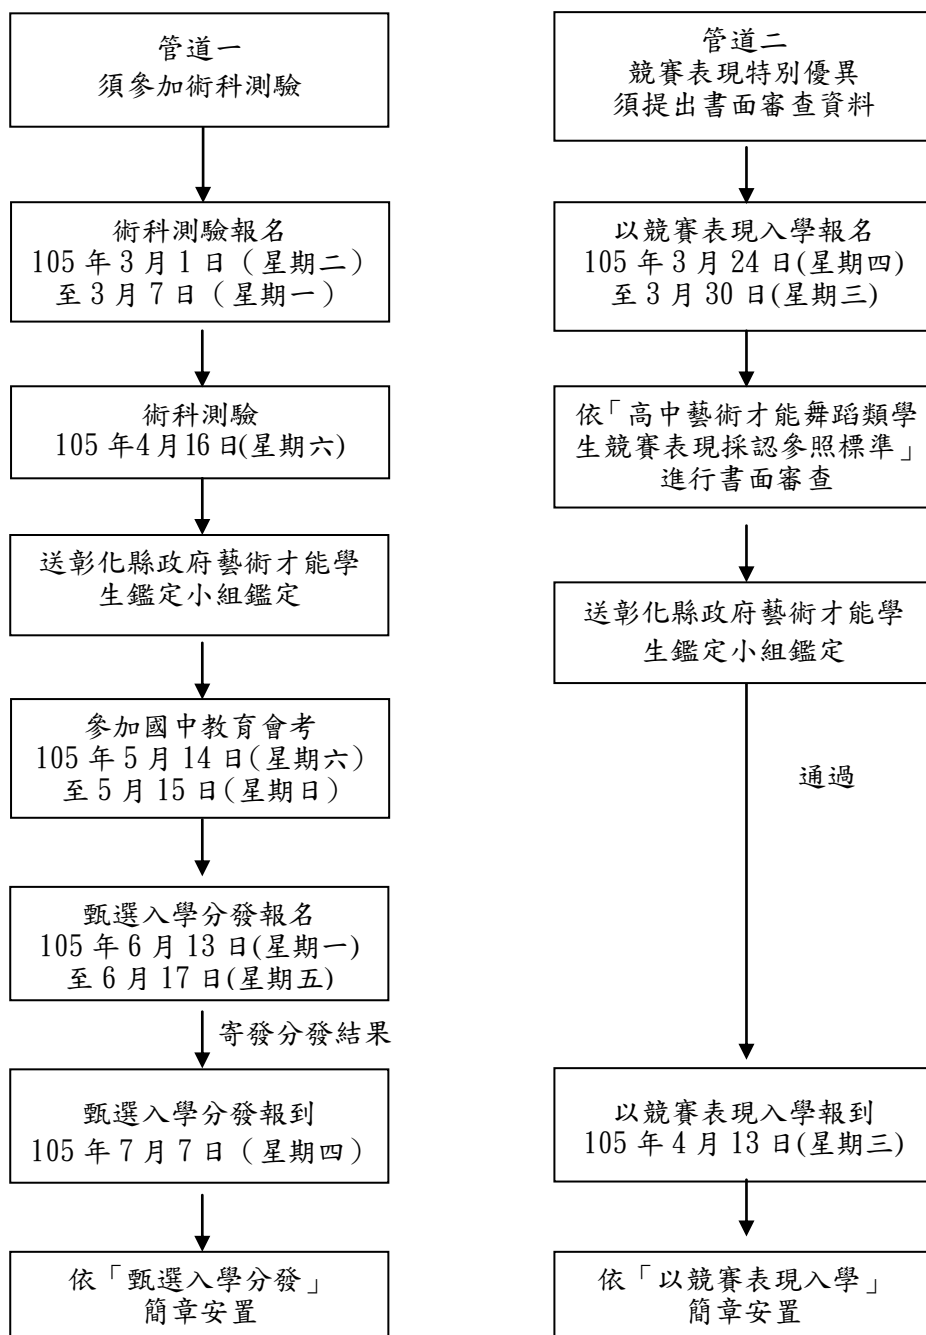 管道一
須參加術科測驗
術科測驗報名
105 年 3 月 1 日（星期二）
至 3 月 7 日（星期一）
術科測驗
105 年4月16日(星期六)
送彰化縣政府藝術才能學
生鑑定小組鑑定
參加國中教育會考
105 年 5 月 14 日(星期六）
至 5 月 15 日(星期日）
甄選入學分發報名
105 年 6 月 13 日(星期一)
至 6 月 17 日(星期五)
寄發分發結果
甄選入學分發報到
105 年 7 月 7 日（星期四）
依「甄選入學分發」
簡章安置
管道二
競賽表現特別優異
須提出書面審查資料
以競賽表現入學報名
105 年 3 月 24 日(星期四)
至 3 月 30 日(星期三)
依「高中藝術才能舞蹈類學
生競賽表現採認參照標準」
進行書面審查
送彰化縣政府藝術才能學
生鑑定小組鑑定
通過
以競賽表現入學報到
105 年 4 月 13 日(星期三)
依「以競賽表現入學」
簡章安置